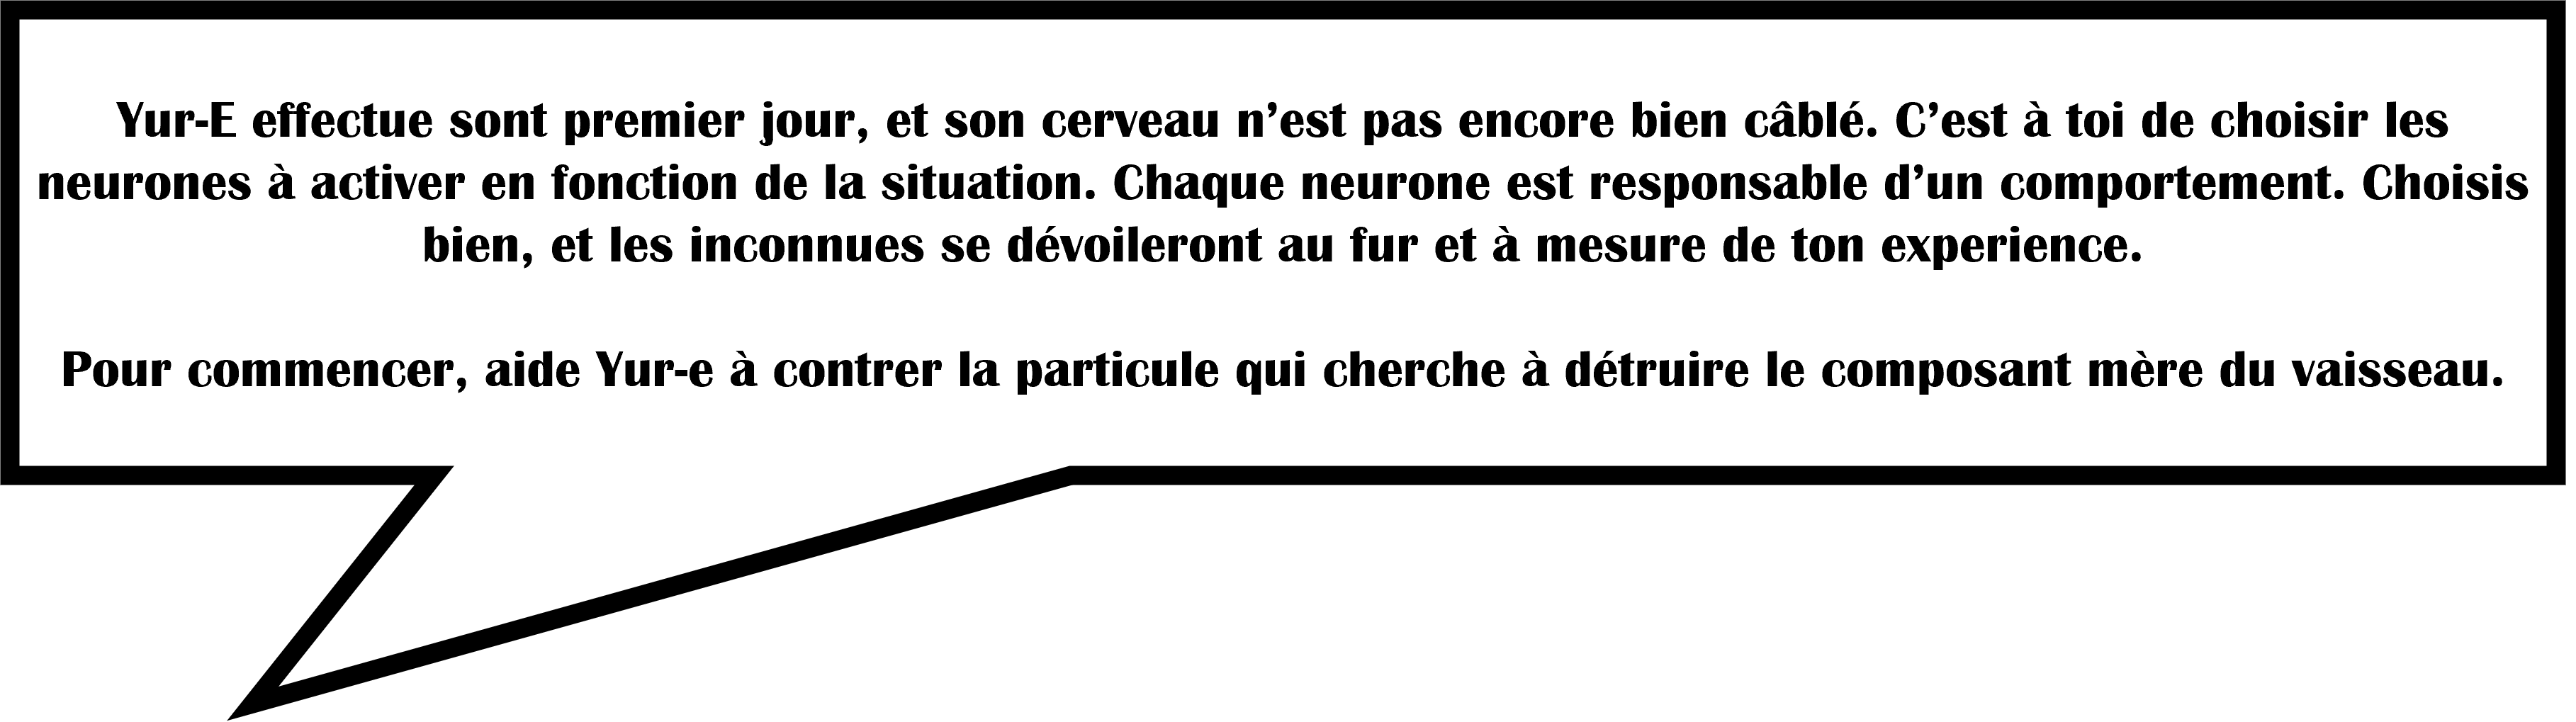 Yur-E effectue sont premier jour, et son cerveau n’est pas encore bien câblé. C’est à toi de choisir les
neurones à activer en fonction de la situation. Chaque neurone est responsable d’un comportement. Choisis
bien, et les inconnues se dévoileront au fur et à mesure de ton experience.
Pour commencer, aide Yur-e à contrer la particule qui cherche à détruire le composant mère du vaisseau.